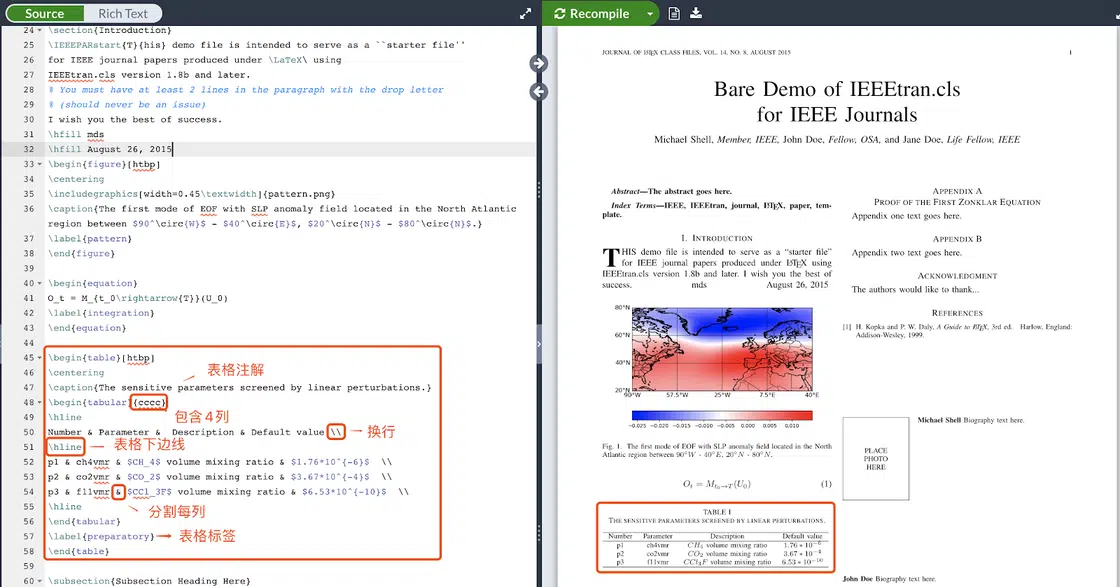 Source Rich Text
Recompile
24 \section{Introduction}
25 \IEEEPARstart{T}{his} demo file is intended to serve as a ``starter file''
26 for IEEE journal papers produced under \LaTeX\ using
27 IEEEtran.cls version 1.8b and later.
28 % You must have at least 2 lines in the paragraph with the drop letter
29 % (should never be an issue)
30 I wish you the best of success.
31 \hfill mds
32 \hfill August 26, 2015
33 \begin{figure}[htbp]
34 \centering
35 \includegraphics[width=0.45\textwidth]{pattern.png}
36 \caption{The first mode of EOF with SLP anomaly field located in the North Atlantic
region between $90^\circ{W}$ - $40^\circ{E}$, $20^\circ{N}$ - $80^\circ{N}$.}
37 \label{pattern}
38 \end{figure}
39
40 \begin{equation}
41 O_t = M_{t_0\rightarrow{T}}(U_0)
42 \label{integration}
43 \end{equation}
44
45 \begin{table}[htbp]
46 \centering
表格注解
47 \caption{The sensitive parameters screened by linear perturbations.}
48 \begin{tabular}{cccc}
49 \hline
包含4列
50 Number & Parameter & Description & Default value \\
换行
51 \hline
表格下边线
52 p1 & ch4vmr & $CH_4$ volume mixing ratio & $1.76*10^{-6}$ \\
53 p2 & co2vmr & $CO_2$ volume mixing ratio & $3.67*10^{-4}$ \\
54 p3 & f11vmr & $CCl_3F$ volume mixing ratio & $6.53*10^{-10}$ \\
55 \hline
分割每列
56 \end{tabular}
57 \label{preparatory}
表格标签
58 \end{table}
59
60 \subsection{Subsection Heading Here}
JOURNAL OF LATEX CLASS FILES, VOL. 14, NO. 8, AUGUST 2015 1
Bare Demo of IEEEtran.cls
for IEEE Journals
Michael Shell, Member, IEEE, John Doe, Fellow, OSA, and Jane Doe, Life Fellow, IEEE
Abstract—The abstract goes here.
Index Terms—IEEE, IEEEtran, journal, LATEX, paper, tem-
plate.
I. INTRODUCTION
THIS demo file is intended to serve as a “starter file”
for IEEE journal papers produced under LATEX using
IEEEtran.cls version 1.8b and later. I wish you the best of
success. mds August 26, 2015
80°N
60°N
40°N
20°N
90°W 57.5°W 25°W 7.5°E 40°E
−0.025 −0.020 −0.015 −0.010 −0.005 0.000 0.005 0.010
Fig. 1. The first mode of EOF with SLP anomaly field located in the North
Atlantic region between 90°W - 40°E, 20°N - 80°N.
Ot = Mt0→T(U0) (1)
TABLE I
THE SENSITIVE PARAMETERS SCREENED BY LINEAR PERTURBATIONS.
Number Parameter Description Default value
p1 ch4vmr CH4 volume mixing ratio 1.76 * 10−6
p2 co2vmr CO2 volume mixing ratio 3.67 * 10−4
p3 f11vmr CCl3F volume mixing ratio 6.53 * 10−10
APPENDIX A
PROOF OF THE FIRST ZONKLAR EQUATION
Appendix one text goes here.
APPENDIX B
Appendix two text goes here.
ACKNOWLEDGMENT
The authors would like to thank...
REFERENCES
[1] H. Kopka and P. W. Daly, A Guide to LATEX, 3rd ed. Harlow, England:
Addison-Wesley, 1999.
Michael Shell Biography text here.
PLACE
PHOTO
HERE
John Doe Biography text here.